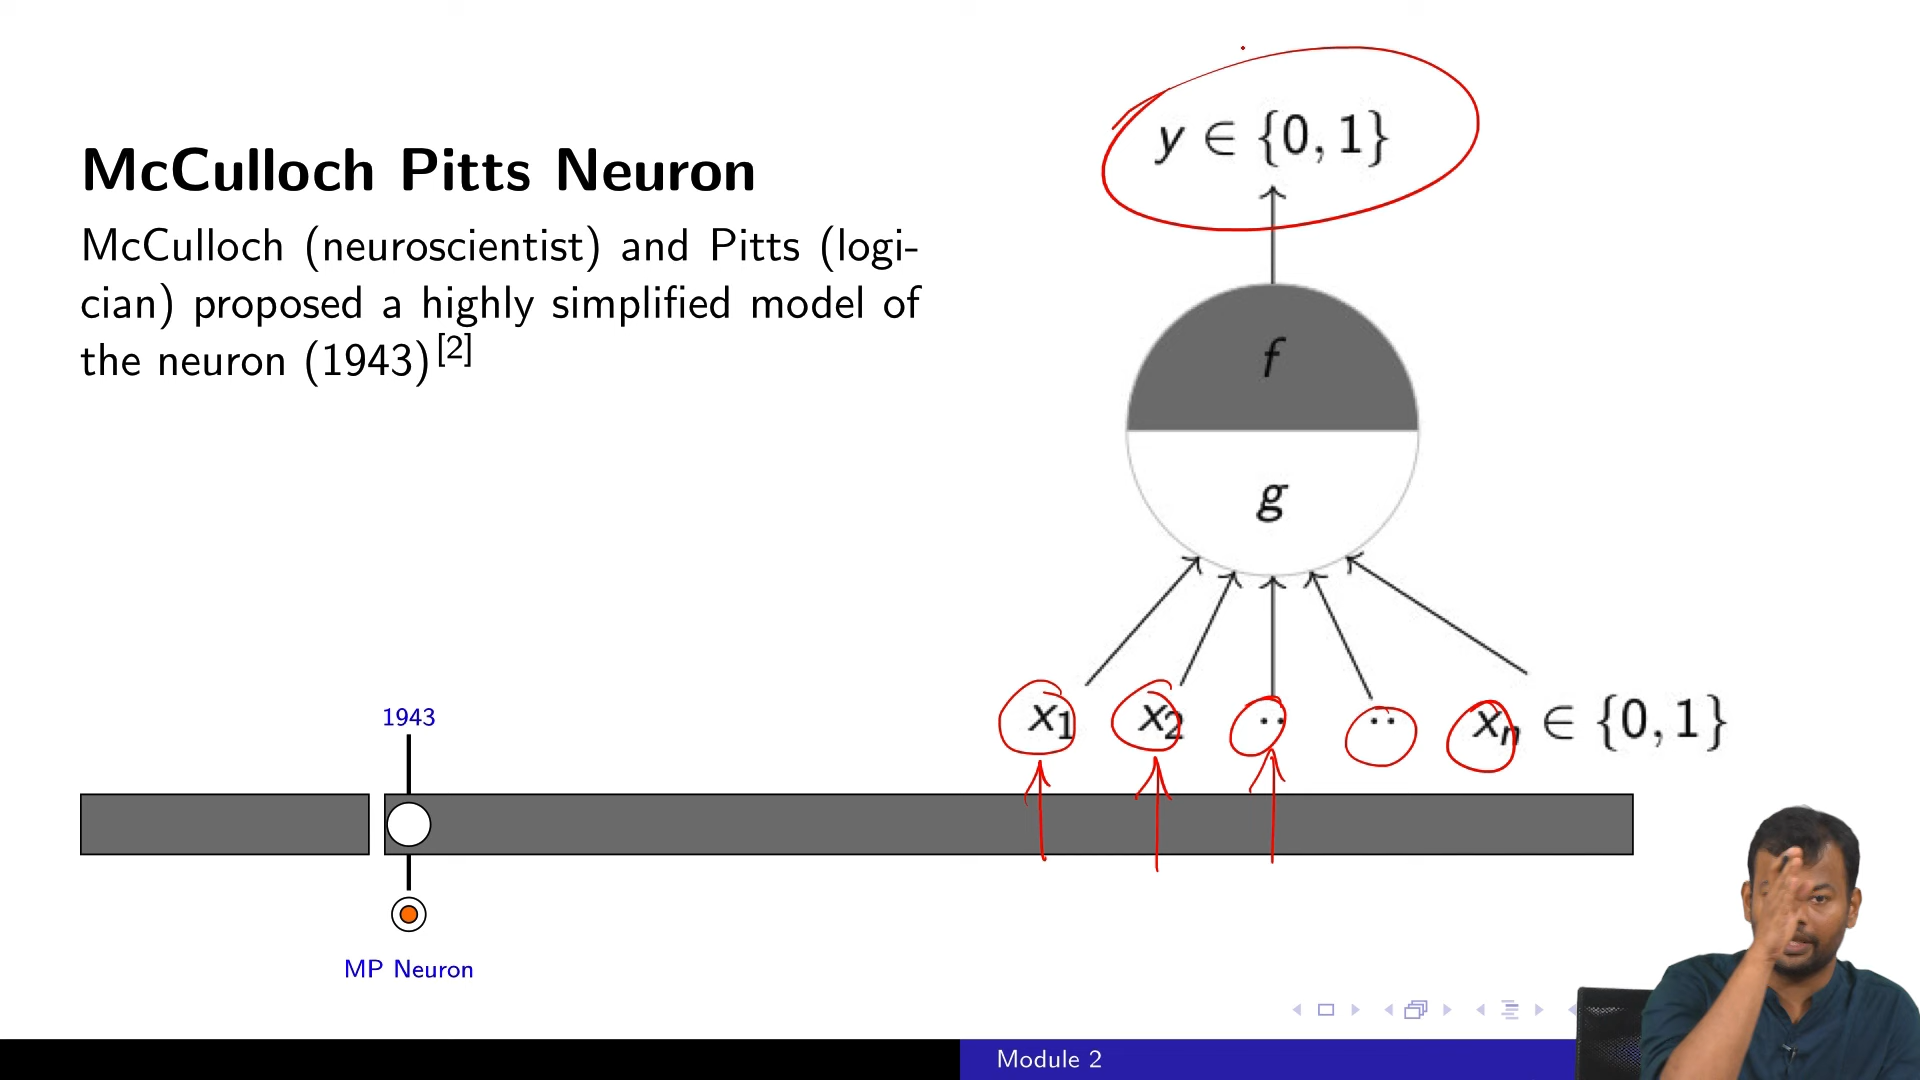 McCulloch Pitts Neuron
McCulloch (neuroscientist) and Pitts (logi-
cian) proposed a highly simplified model of
the neuron (1943)[2]
y ∈ {0, 1}
f
g
x₁ x₂ .. .. xₙ ∈ {0, 1}
1943
MP Neuron
Module 2